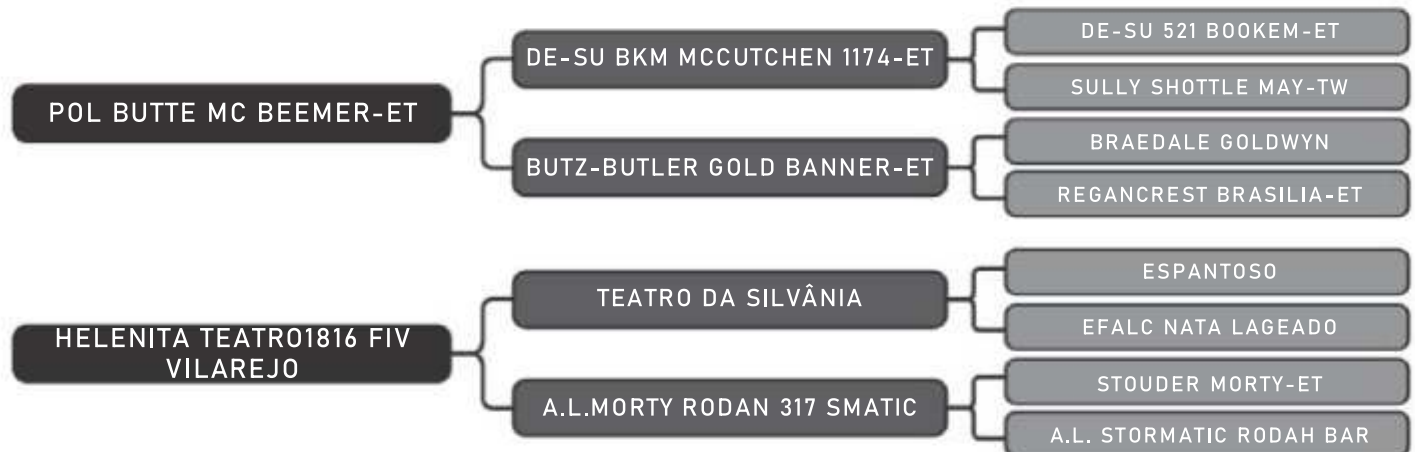 POL BUTTE MC BEEMER-ET
DE-SU BKM MCCUTCHEN 1174-ET
DE-SU 521 BOOKEM-ET
SULLY SHOTTLE MAY-TW
BUTZ-BUTLER GOLD BANNER-ET
BRAEDALE GOLDWYN
REGANCREST BRASILIA-ET
HELENITA TEATRO1816 FIV
VILAREJO
TEATRO DA SILVÂNIA
ESPANTOSO
EFALC NATA LAGEADO
A.L.MORTY RODAN 317 SMATIC
STOUDER MORTY-ET
A.L. STORMATIC RODAH BAR